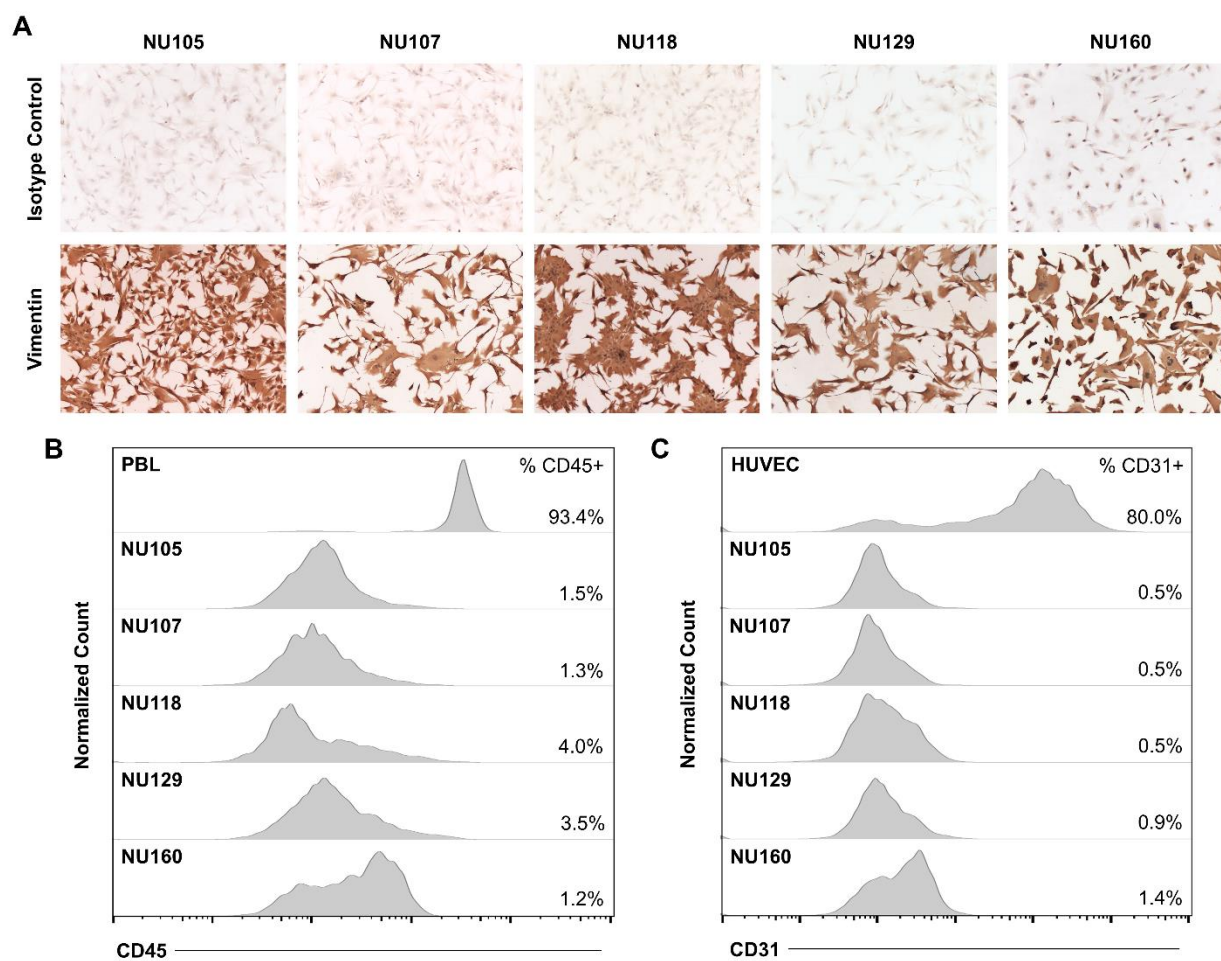 A
NU105 NU107 NU118 NU129 NU160
Isotype Control
Vimentin
B
PBL % CD45+
93.4%
NU105
1.5%
NU107
1.3%
NU118
4.0%
NU129
3.5%
NU160
1.2%
Normalized Count
CD45
C
HUVEC % CD31+
80.0%
NU105
0.5%
NU107
0.5%
NU118
0.5%
NU129
0.9%
NU160
1.4%
Normalized Count
CD31